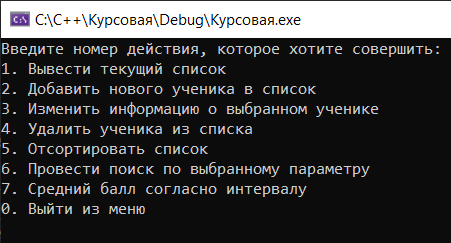 C:\C++\Курсовая\Debug\Курсовая.exe
Введите номер действия, которое хотите совершить:
1. Вывести текущий список
2. Добавить нового ученика в список
3. Изменить информацию о выбранном ученике
4. Удалить ученика из списка
5. Отсортировать список
6. Провести поиск по выбранному параметру
7. Средний балл согласно интервалу
0. Выйти из меню